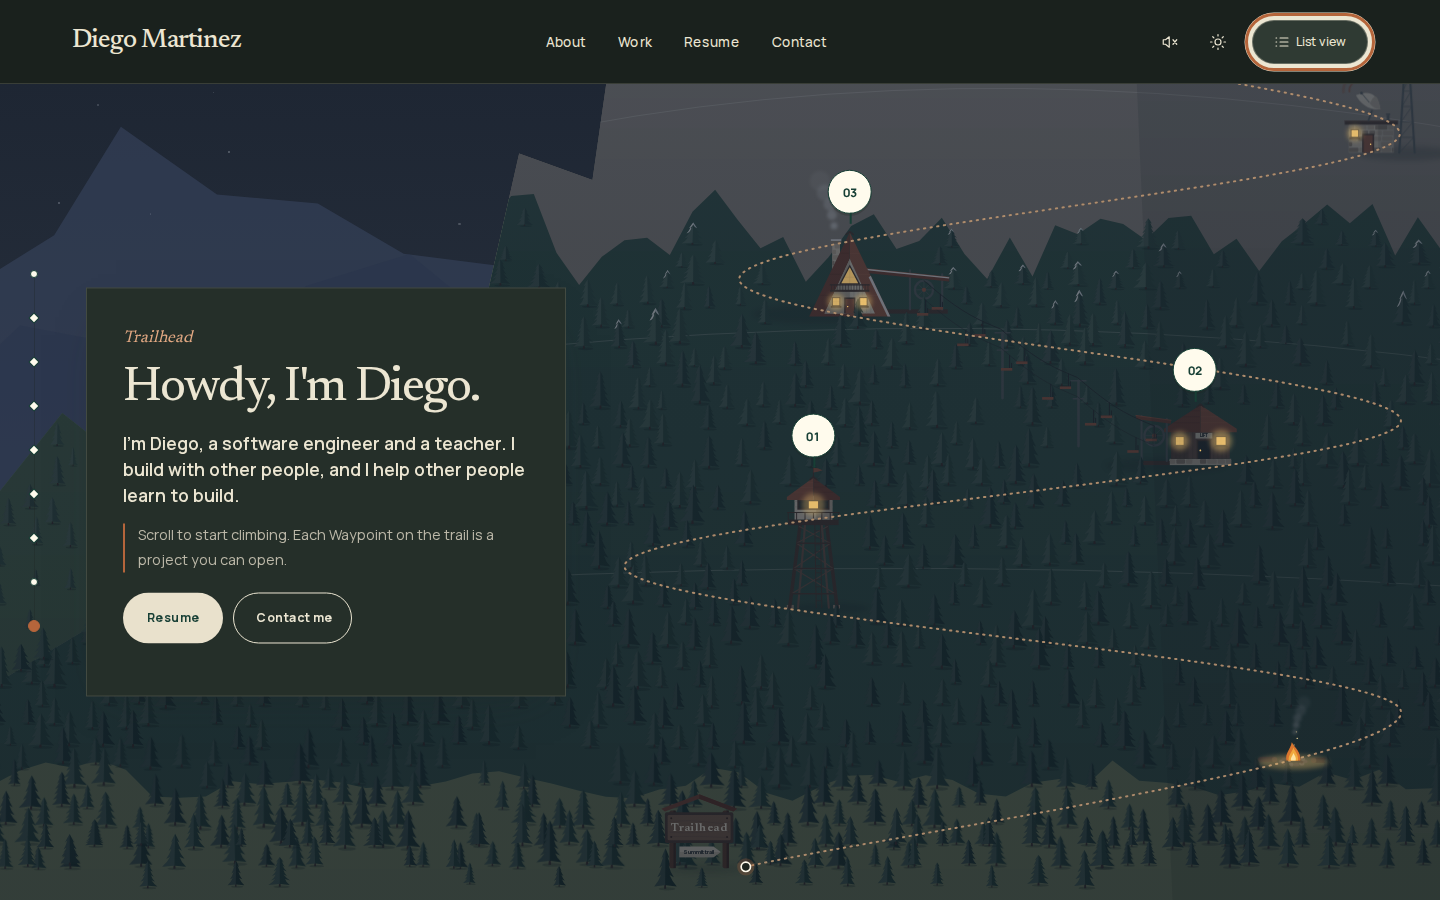 Diego Martinez
About
Work
Resume
Contact
List view
03
02
01
Trailhead
Howdy, I'm Diego.
I'm Diego, a software engineer and a teacher. I
build with other people, and I help other people
learn to build.
Scroll to start climbing. Each Waypoint on the trail is a
project you can open.
Resume
Contact me
Trailhead
Summit trail